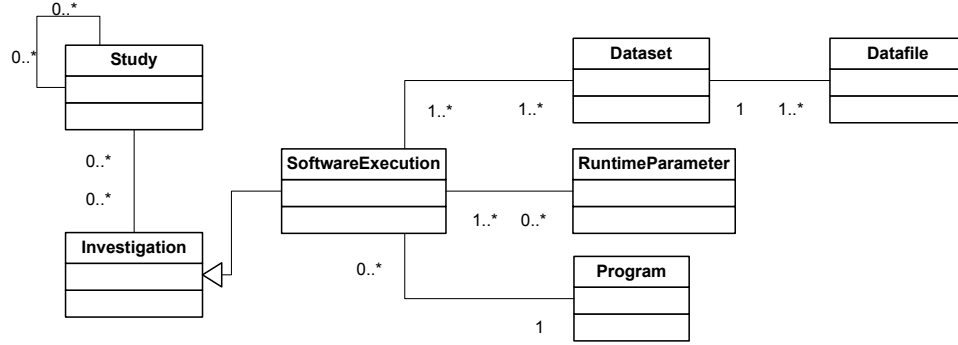 0..*
0..*
Study
Dataset
Datafile
1..*
1..*
1
1..*
0..*
SoftwareExecution
RuntimeParameter
0..*
1..*
0..*
Investigation
0..*
Program
1